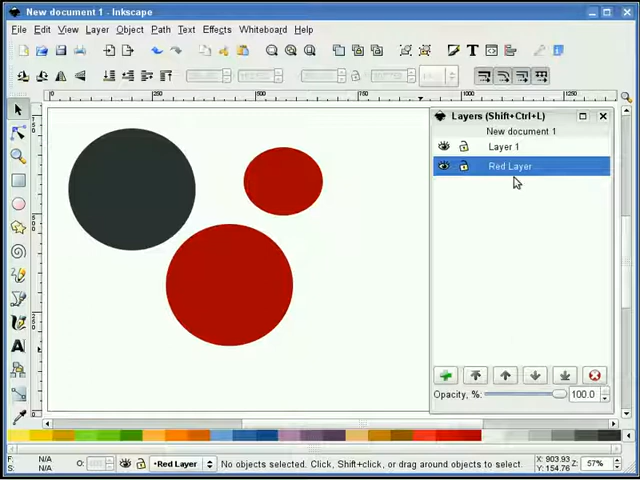 New document 1 - Inkscape
File Edit View Layer Object Path Text Effects Whiteboard Help
Layers (Shift+Ctrl+L)
New document 1
Layer 1
Red Layer
Opacity, %: 100.0
F: N/A
S: N/A
O:
•Red Layer
No objects selected. Click, Shift+click, or drag around objects to select.
X: 903.93
Y: 154.76
Z: 57%